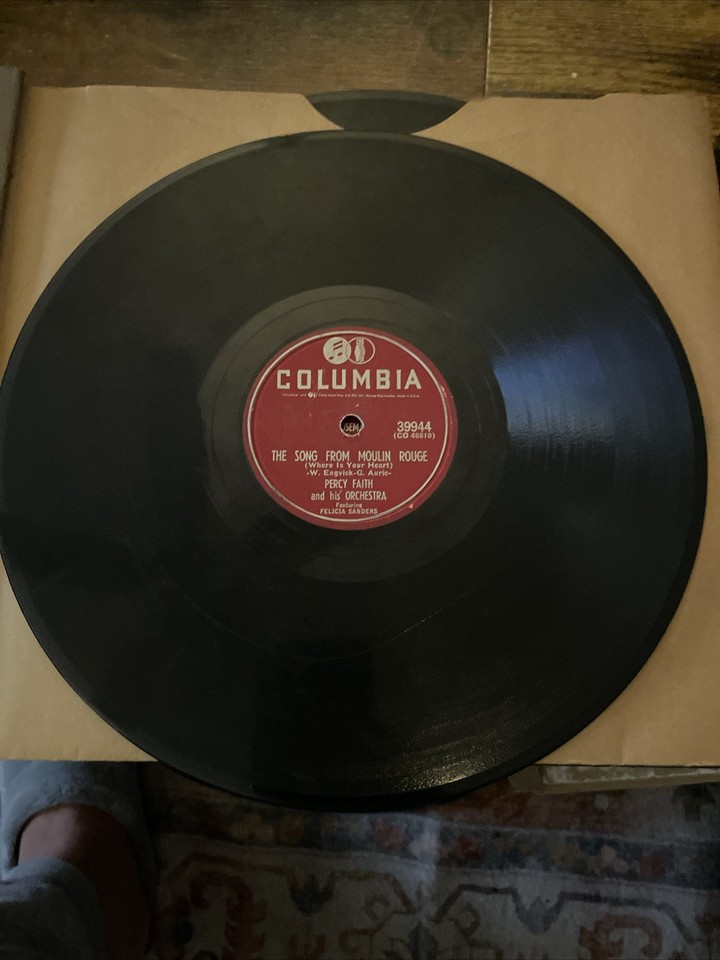 COLUMBIA
39944
(CO 48810)
THE SONG FROM MOULIN ROUGE
(Where Is Your Heart)
-W. Engvick-G. Auric-
PERCY FAITH
and his ORCHESTRA
Featuring
FELICIA SANDERS